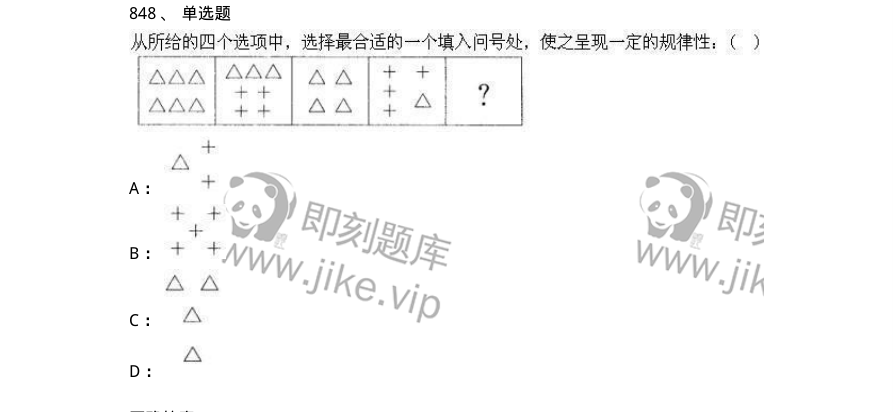 848 、 单选题
从所给的四个选项中，选择最合适的一个填入问号处，使之呈现一定的规律性：（ ）
?
A：
B：
C：
D：
即刻题库
www.jike.vip
即刻题
www.jik